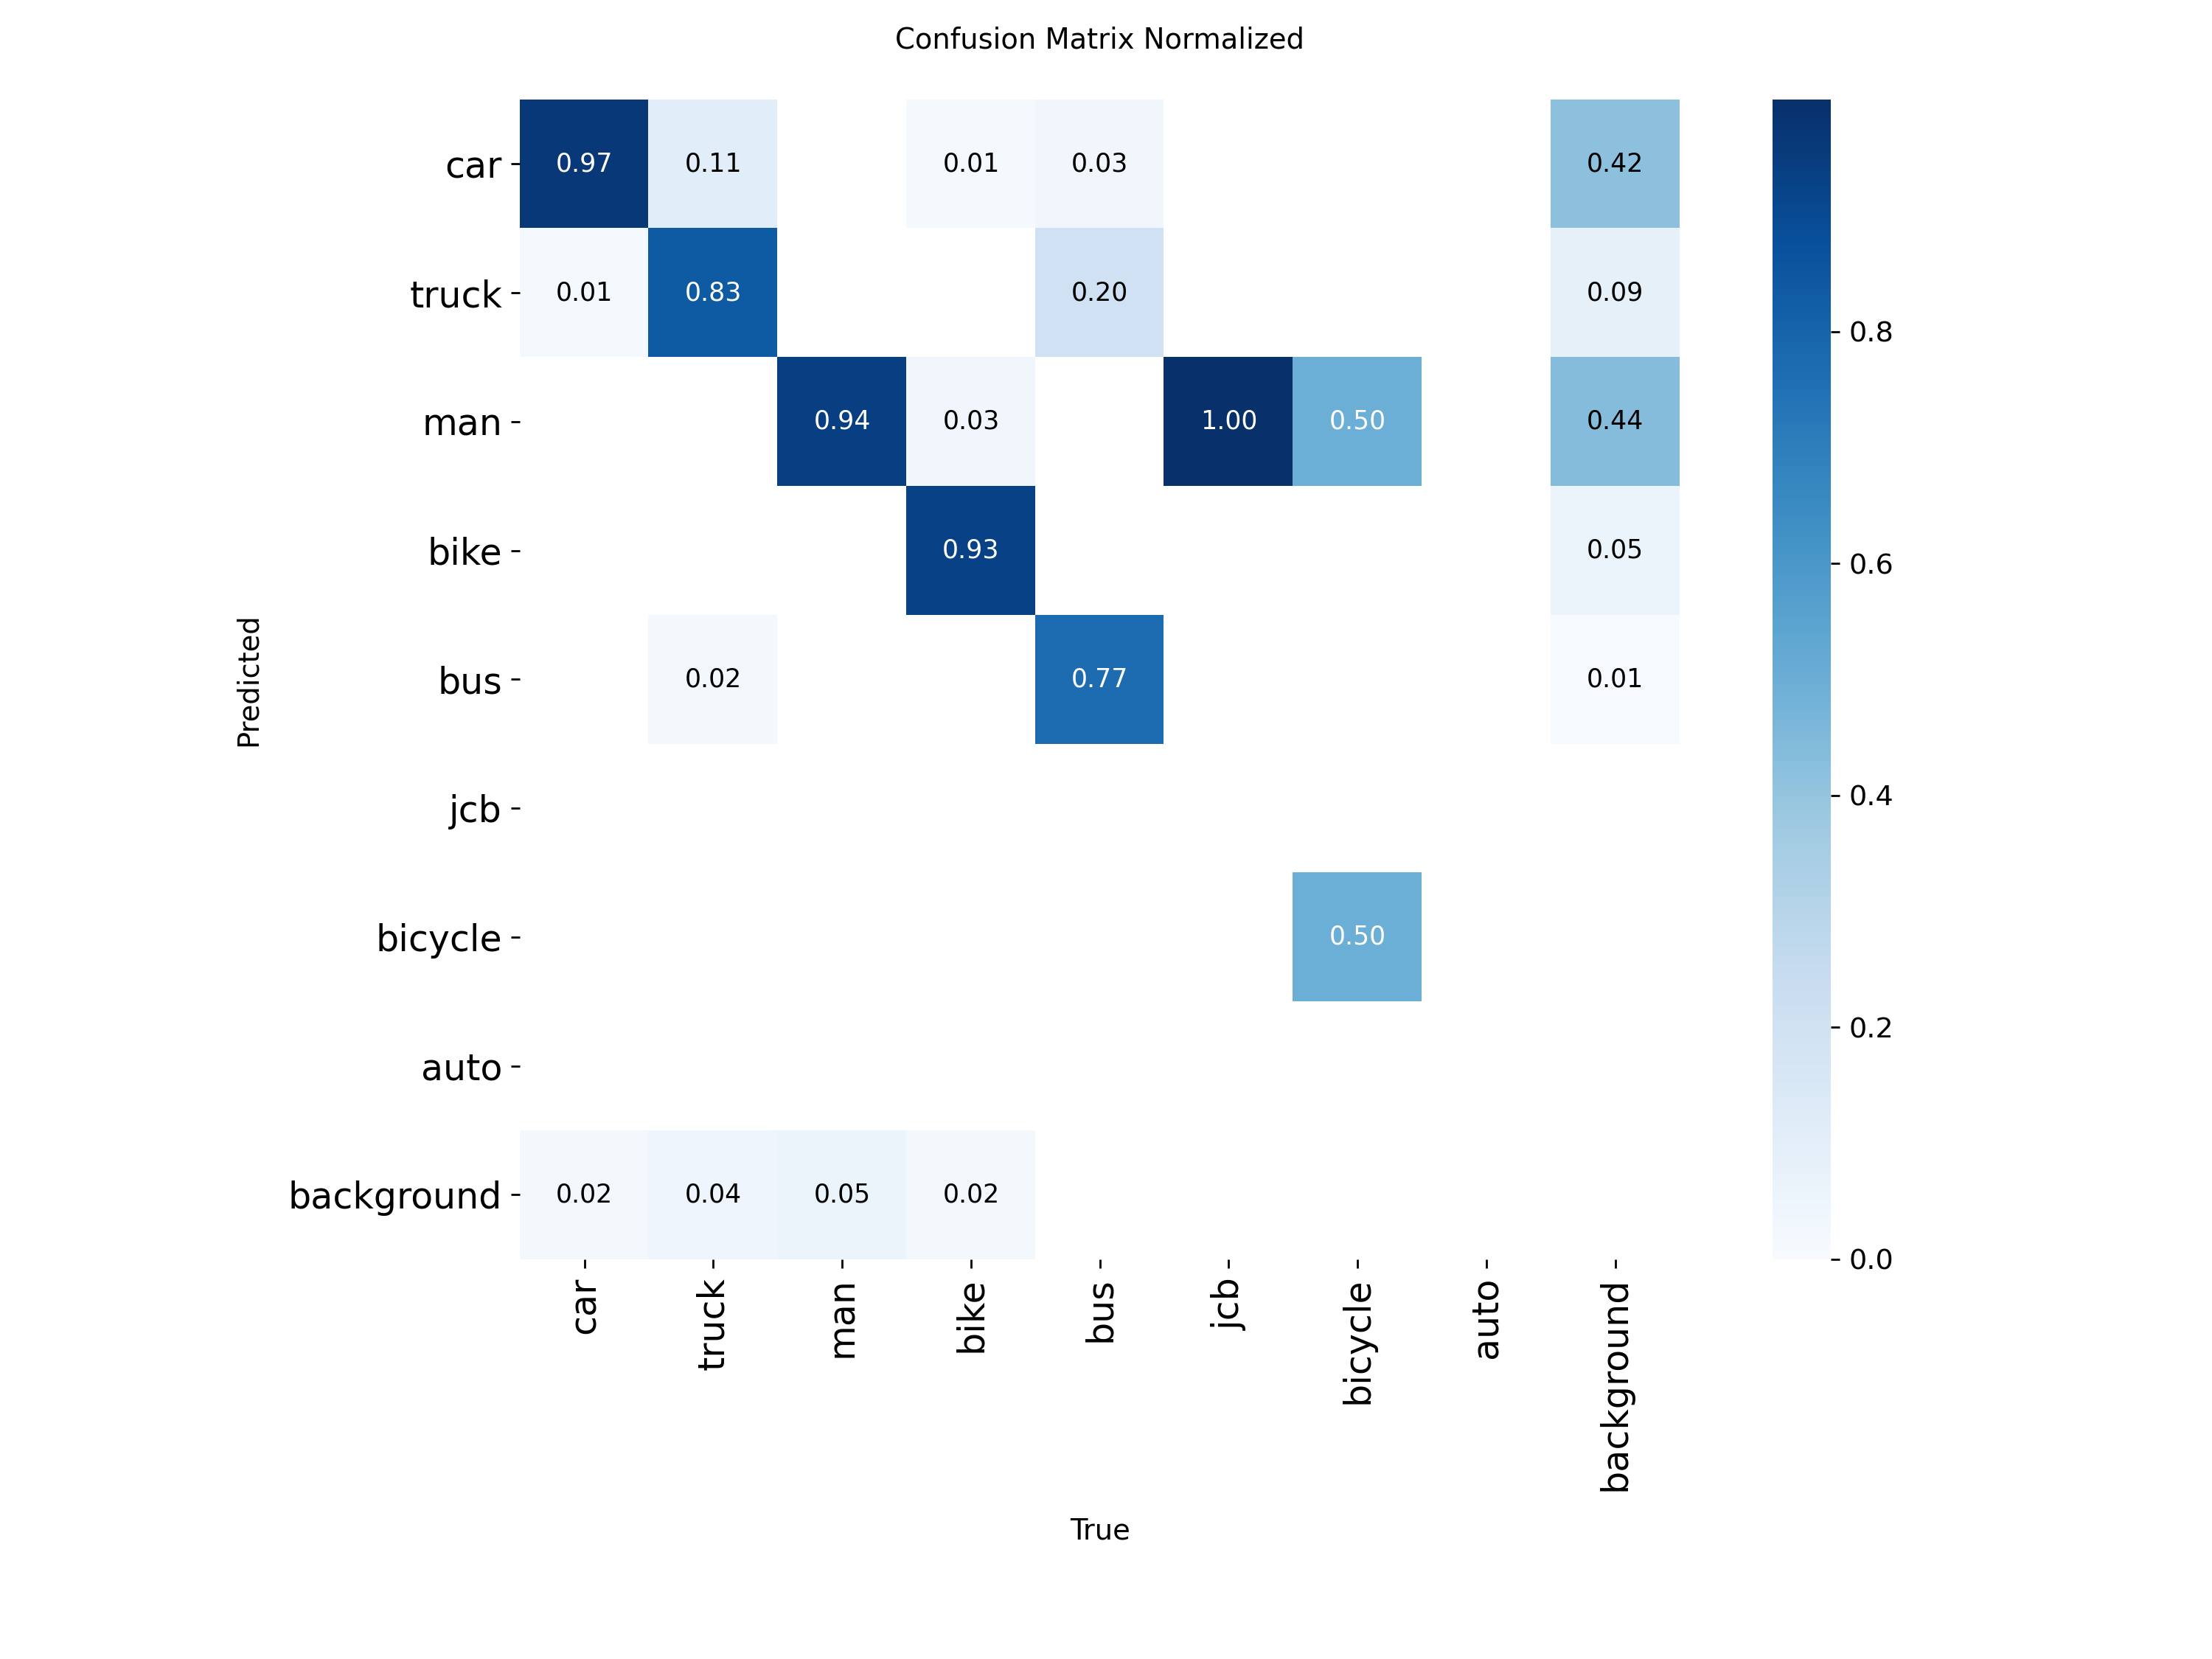 Confusion Matrix Normalized
car 0.97 0.11 0.01 0.03 0.42
truck 0.01 0.83 0.20 0.09
0.8
man 0.94 0.03 1.00 0.50 0.44
bike 0.93 0.05
0.6
Predicted
bus 0.02 0.77 0.01
jcb
0.4
bicycle 0.50
auto
0.2
background 0.02 0.04 0.05 0.02
0.0
car truck man bike bus jcb bicycle auto background
True